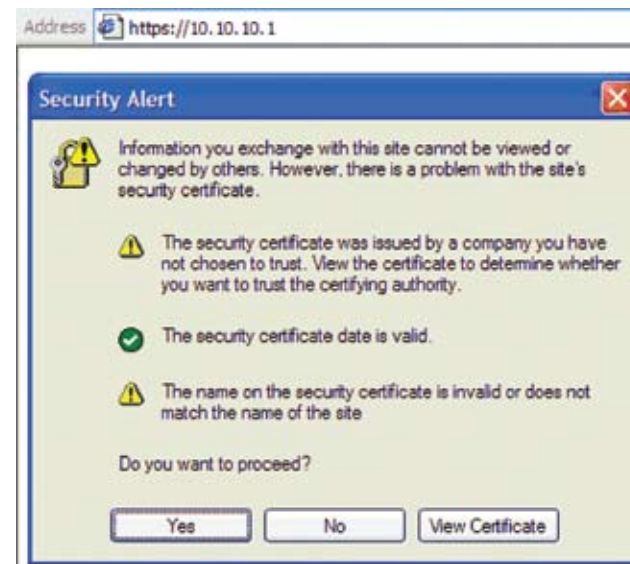 Address https://10.10.10.1
Security Alert
Information you exchange with this site cannot be viewed or
changed by others. However, there is a problem with the site's
security certificate.
The security certificate was issued by a company you have
not chosen to trust. View the certificate to determine whether
you want to trust the certifying authority.
The security certificate date is valid.
The name on the security certificate is invalid or does not
match the name of the site
Do you want to proceed?
Yes No View Certificate